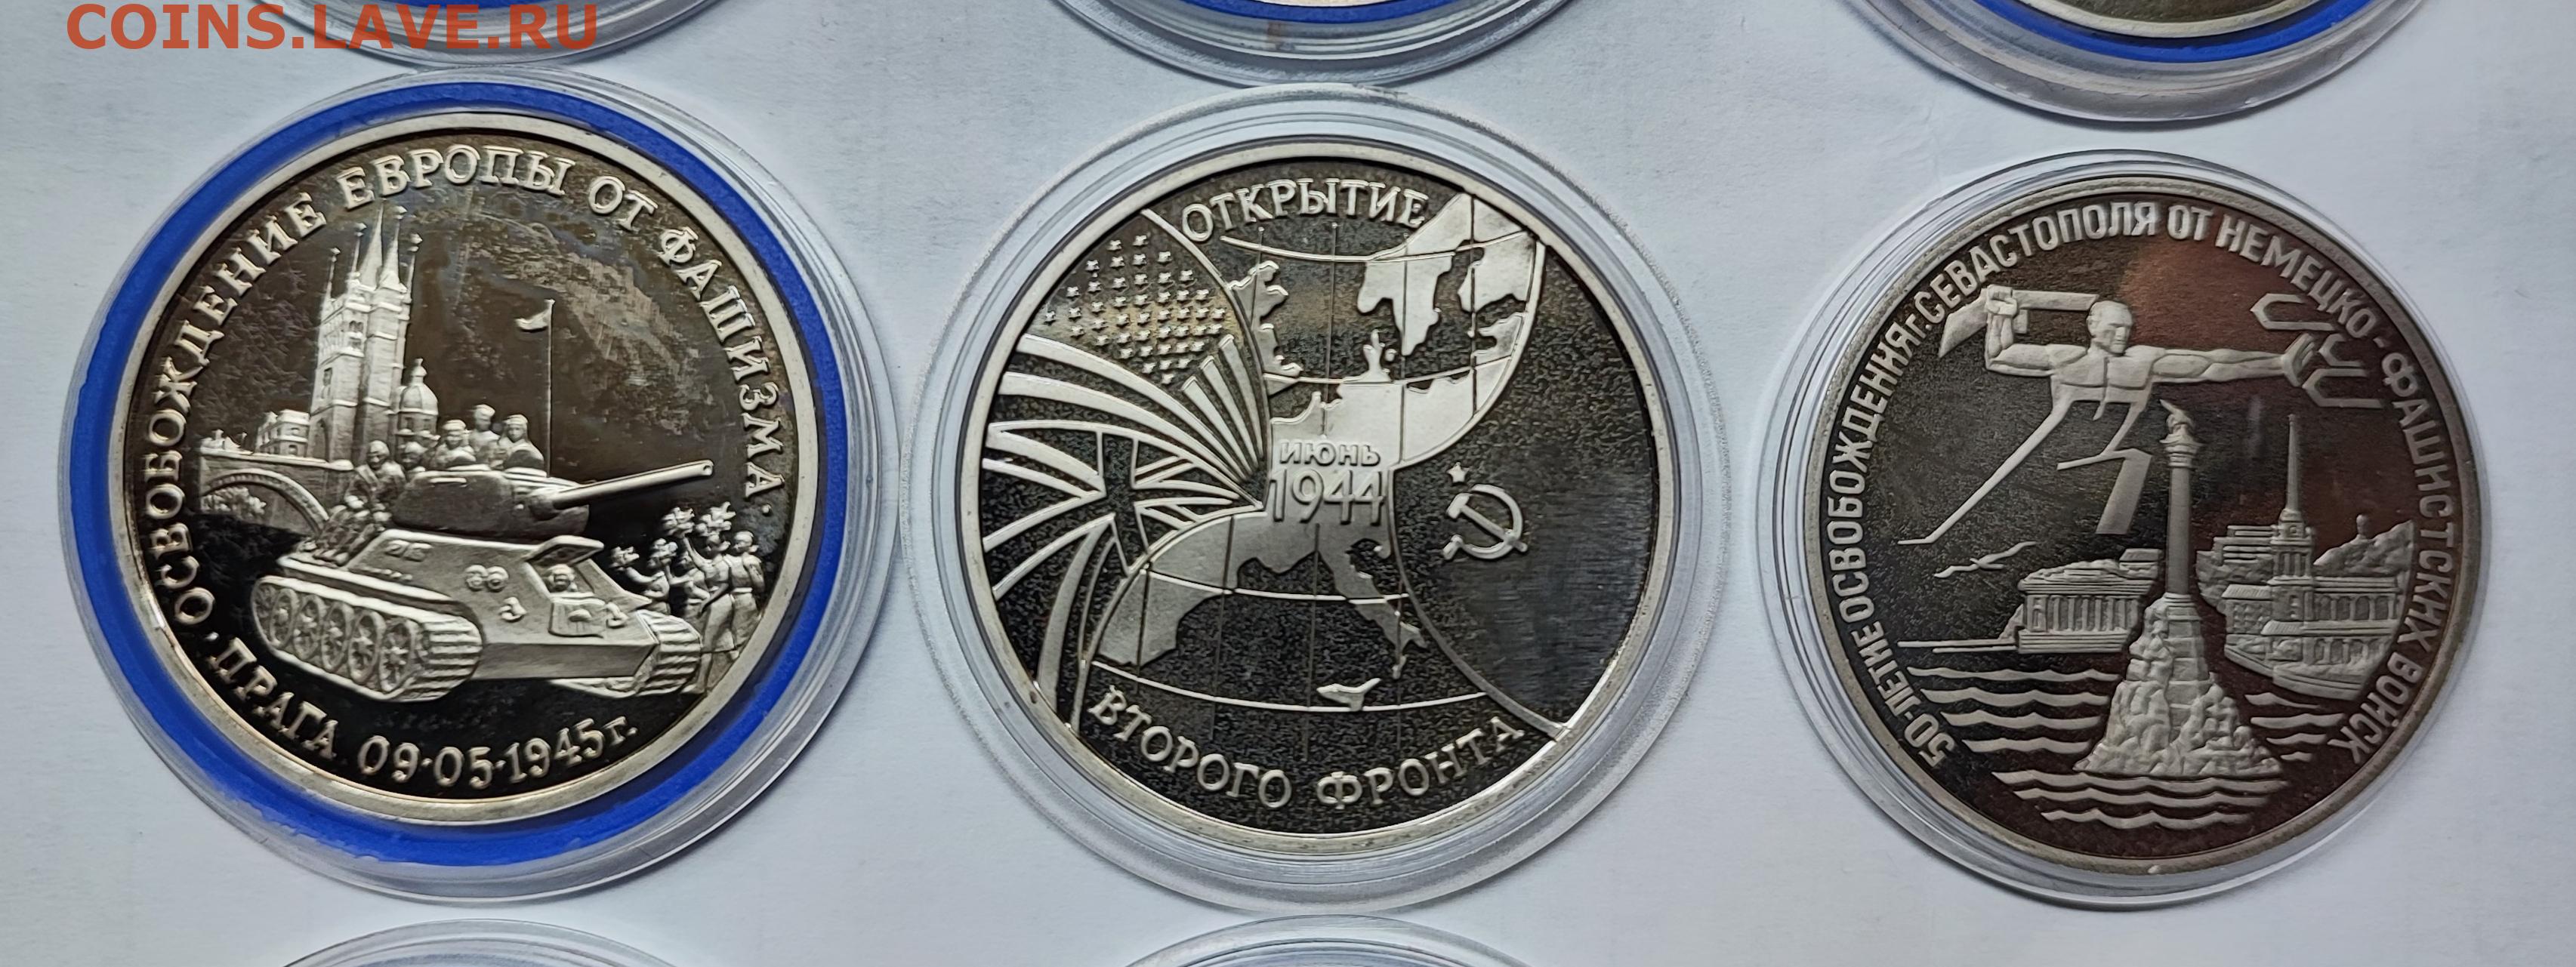 COINS.LAVE.RU
ОСВОБОЖДЕНИЕ ЕВРОПЫ ОТ ФАШИЗМА
· ПРАГА 09·05·1945г. ·
ОТКРЫТИЕ
ИЮНЬ
1944
ВТОРОГО ФРОНТА
50-ЛЕТИЕ ОСВОБОЖДЕНИЯ г. СЕВАСТОПОЛЯ ОТ НЕМЕЦКО-ФАШИСТСКИХ ВОЙСК